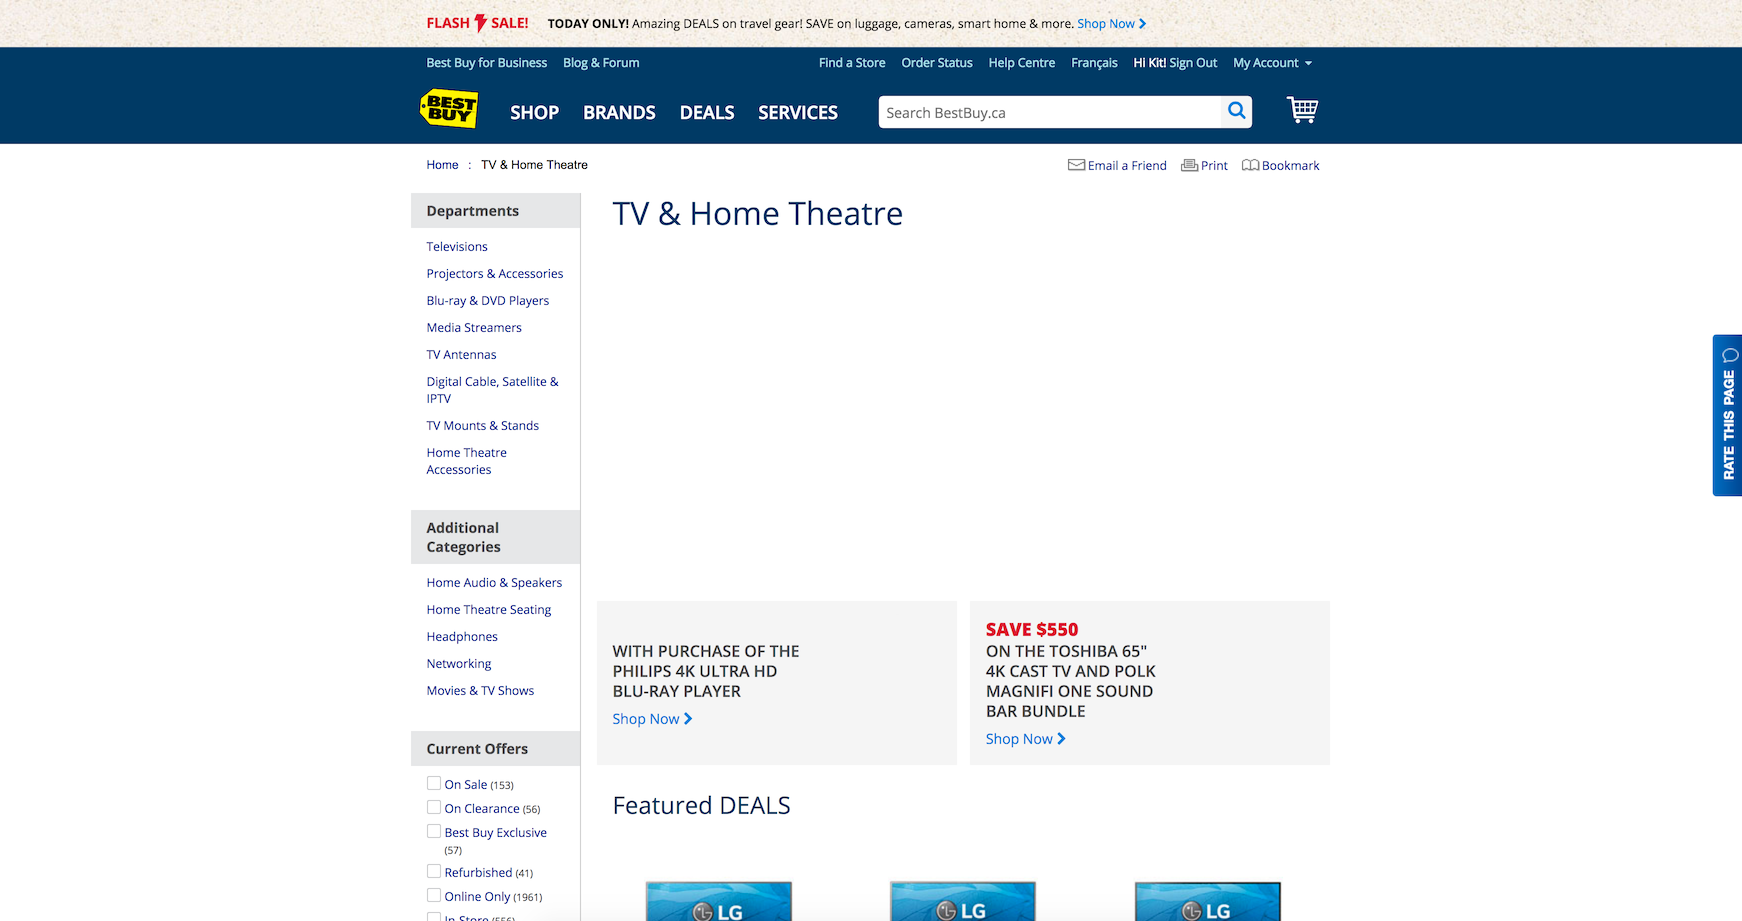 FLASH SALE! TODAY ONLY! Amazing DEALS on travel gear! SAVE on luggage, cameras, smart home & more. Shop Now
Best Buy for Business Blog & Forum Find a Store Order Status Help Centre Français Hi Kit! Sign Out My Account
BEST BUY
SHOP BRANDS DEALS SERVICES Search BestBuy.ca
Home : TV & Home Theatre Email a Friend Print Bookmark
Departments
Televisions
Projectors & Accessories
Blu-ray & DVD Players
Media Streamers
TV Antennas
Digital Cable, Satellite &
IPTV
TV Mounts & Stands
Home Theatre
Accessories
Additional
Categories
Home Audio & Speakers
Home Theatre Seating
Headphones
Networking
Movies & TV Shows
Current Offers
On Sale (153)
On Clearance (56)
Best Buy Exclusive
(57)
Refurbished (41)
Online Only (1961)
In Store (556)
TV & Home Theatre
WITH PURCHASE OF THE
PHILIPS 4K ULTRA HD
BLU-RAY PLAYER
Shop Now
SAVE $550
ON THE TOSHIBA 65"
4K CAST TV AND POLK
MAGNIFI ONE SOUND
BAR BUNDLE
Shop Now
Featured DEALS
LG
LG
LG
RATE THIS PAGE